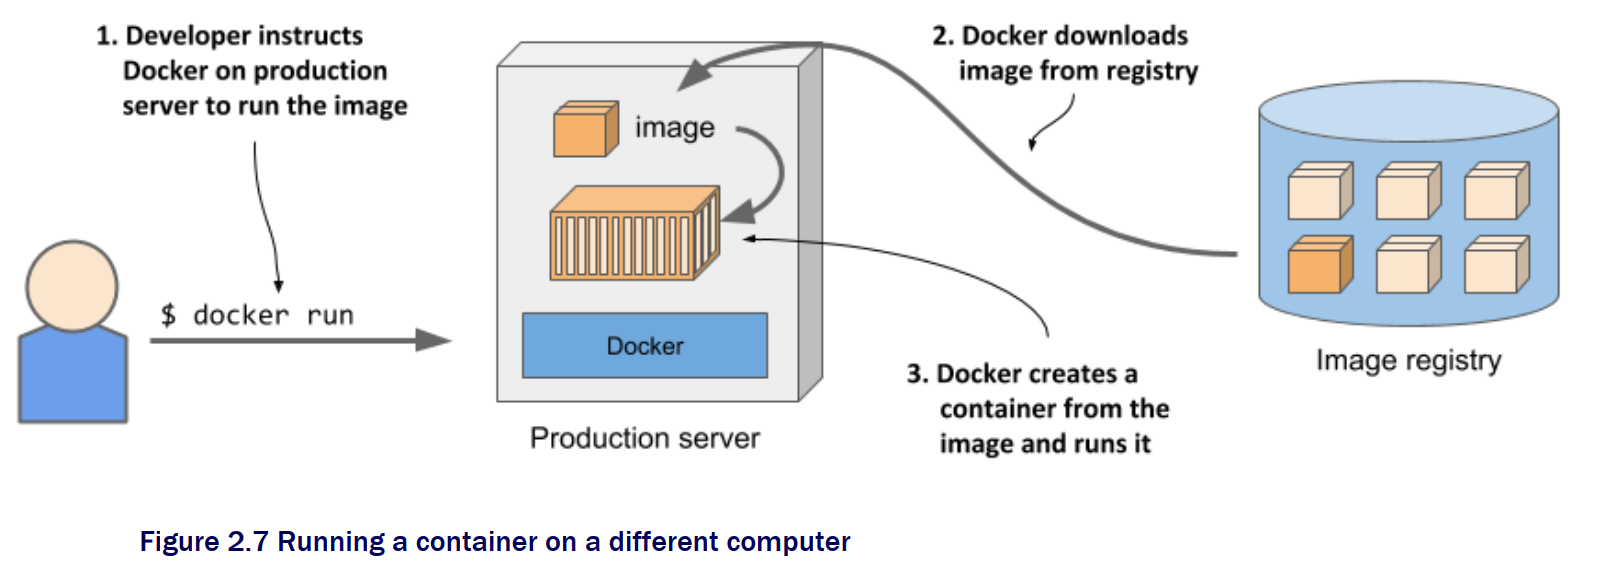 1. Developer instructs
Docker on production
server to run the image
2. Docker downloads
image from registry
image
$ docker run
Docker
Production server
3. Docker creates a
container from the
image and runs it
Image registry
Figure 2.7 Running a container on a different computer